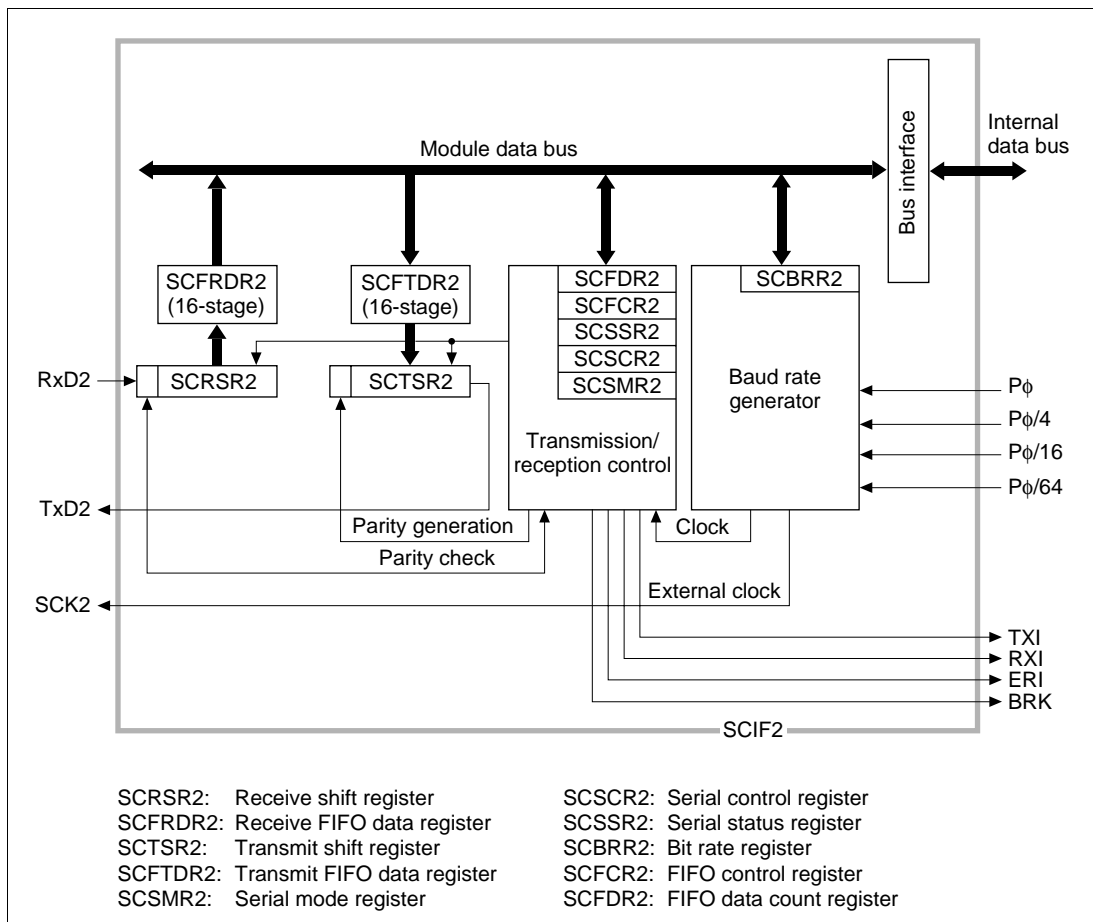 Module data bus
Bus interface
Internal
data bus
SCFRDR2
(16-stage)
SCFTDR2
(16-stage)
SCFDR2
SCFCR2
SCSSR2
SCSCR2
SCSMR2
SCBRR2
RxD2
SCRSR2
SCTSR2
Transmission/
reception control
Baud rate
generator
Pϕ
Pϕ/4
Pϕ/16
Pϕ/64
TxD2
Parity generation
Clock
Parity check
External clock
SCK2
TXI
RXI
ERI
BRK
SCIF2
SCRSR2: Receive shift register
SCFRDR2: Receive FIFO data register
SCTSR2: Transmit shift register
SCFTDR2: Transmit FIFO data register
SCSMR2: Serial mode register
SCSCR2: Serial control register
SCSSR2: Serial status register
SCBRR2: Bit rate register
SCFCR2: FIFO control register
SCFDR2: FIFO data count register